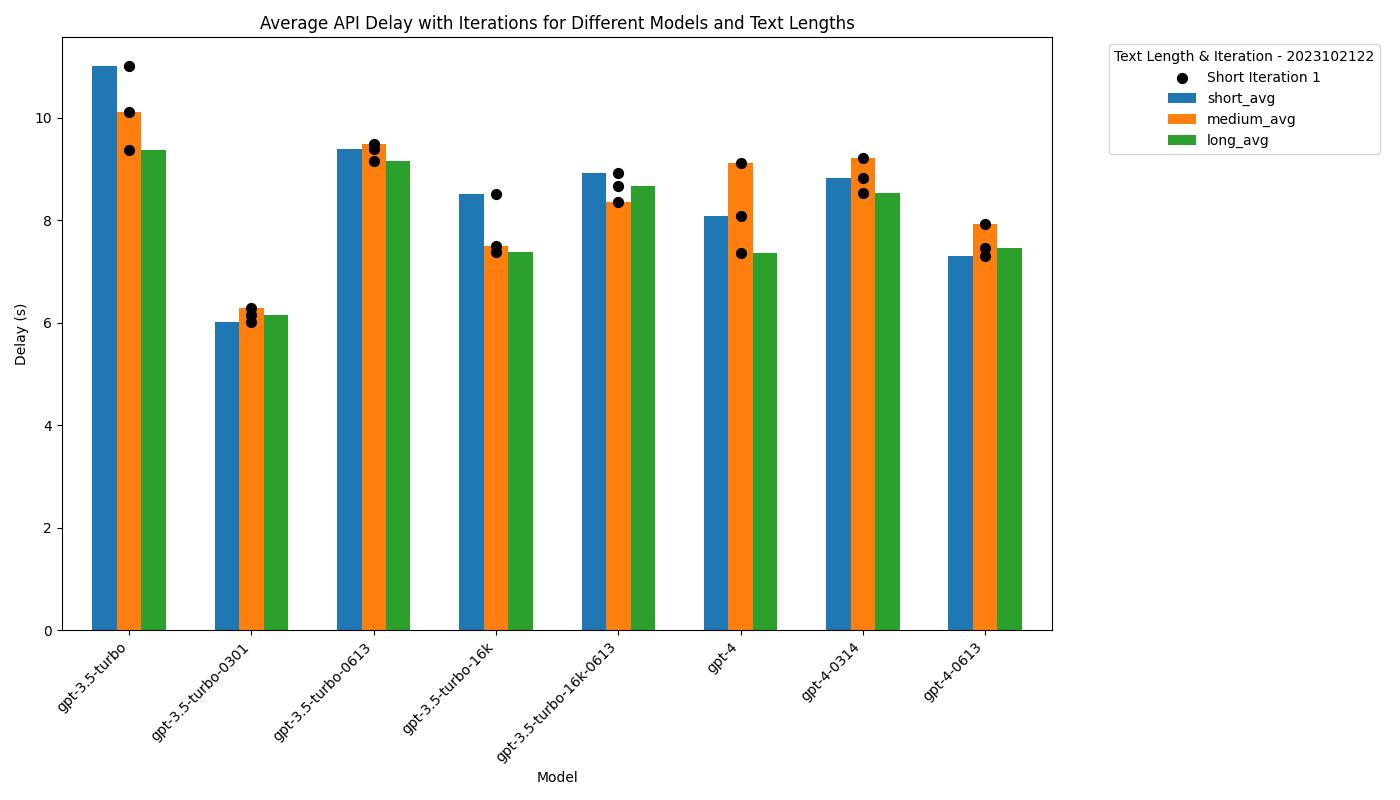 Average API Delay with Iterations for Different Models and Text Lengths
Text Length & Iteration - 2023102122
Short Iteration 1
short_avg
medium_avg
long_avg
Delay (s)
10
8
6
4
2
0
gpt-3.5-turbo
gpt-3.5-turbo-0301
gpt-3.5-turbo-0613
gpt-3.5-turbo-16k
gpt-3.5-turbo-16k-0613
gpt-4
gpt-4-0314
gpt-4-0613
Model